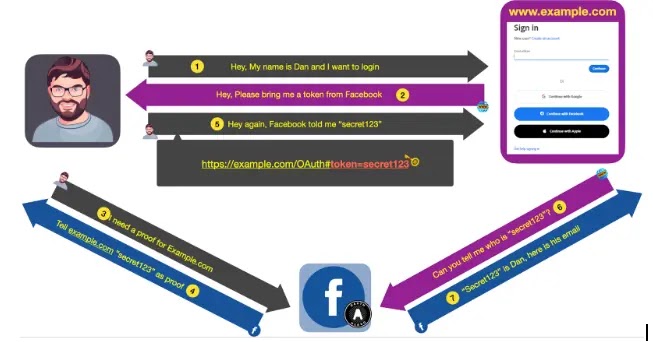 www.example.com
Sign in
1 Hey, My name is Dan and I want to login
Hey, Please bring me a token from Facebook 2
5 Hey again, Facebook told me "secret123"
https://example.com/OAuth#token=secret123
Continue
OR
Continue with Google
Continue with Facebook
Continue with Apple
3 I need a proof for Example.com
Tell example.com "secret123" as proof 4
Can you tell me who is "secret123"? 6
7 "Secret123" is Dan, here is his email
f
A